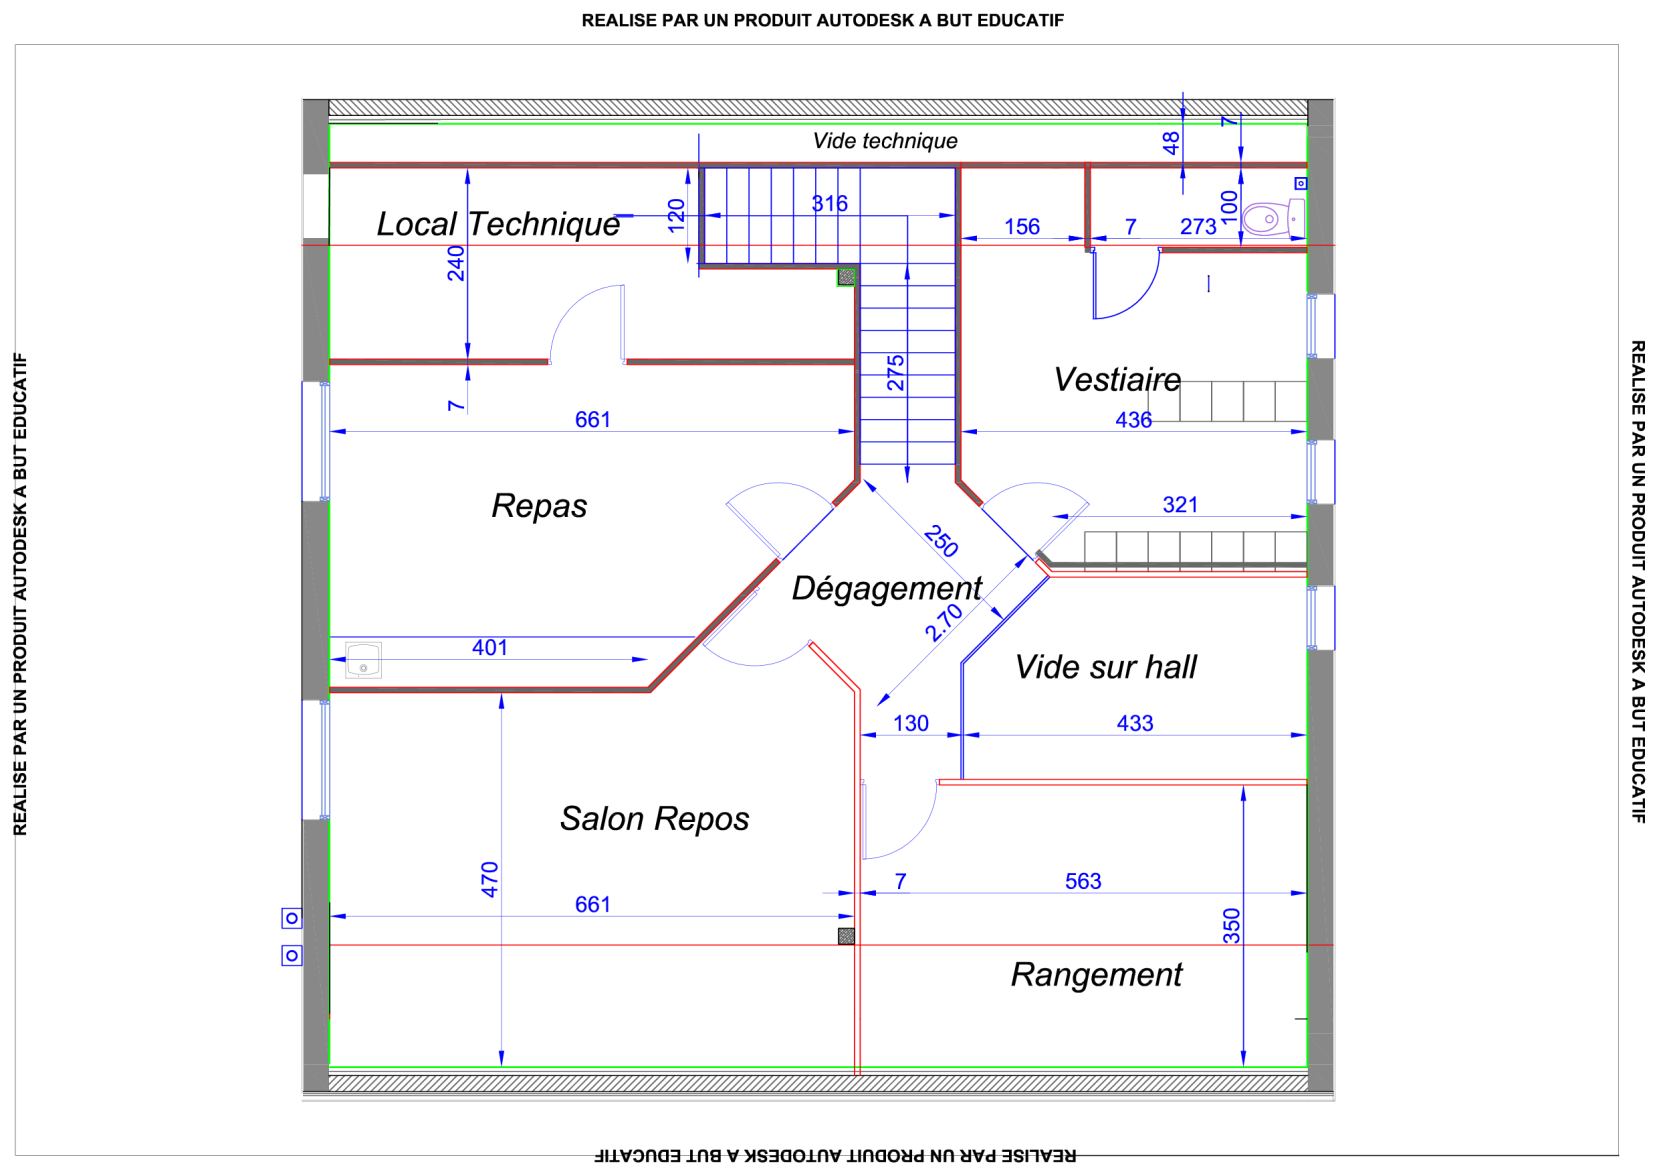 REALISE PAR UN PRODUIT AUTODESK A BUT EDUCATIF
Vide technique
48
7
Local Technique
240
120
316
156
7
273
100
275
7
661
Vestiaire
436
Repas
321
250
Dégagement
2.70
401
Vide sur hall
130
433
Salon Repos
470
661
7
563
350
Rangement
REALISE PAR UN PRODUIT AUTODESK A BUT EDUCATIF
REALISE PAR UN PRODUIT AUTODESK A BUT EDUCATIF
REALISE PAR UN PRODUIT AUTODESK A BUT EDUCATIF